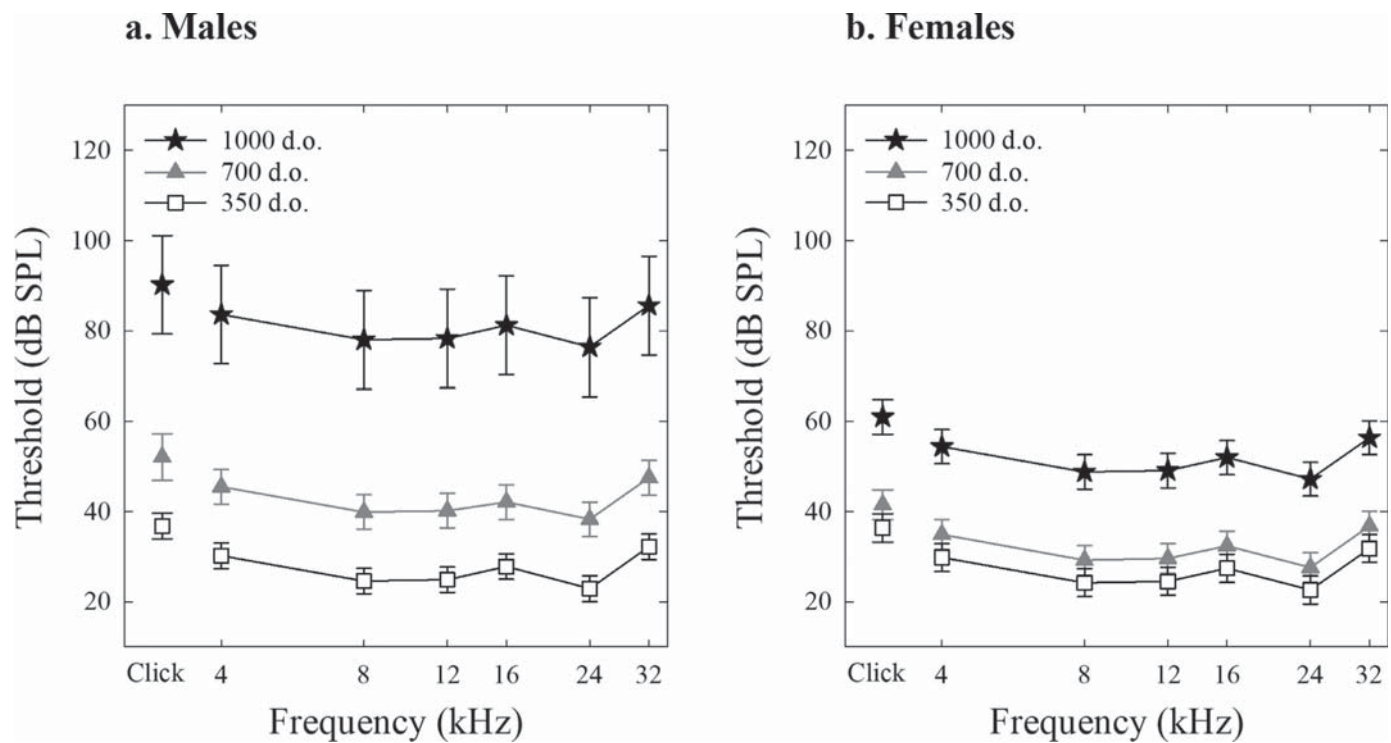 a. Males
1000 d.o.
700 d.o.
350 d.o.
Threshold (dB SPL)
120
100
80
60
40
20
Click 4 8 12 16 24 32
Frequency (kHz)
b. Females
1000 d.o.
700 d.o.
350 d.o.
Threshold (dB SPL)
120
100
80
60
40
20
Click 4 8 12 16 24 32
Frequency (kHz)